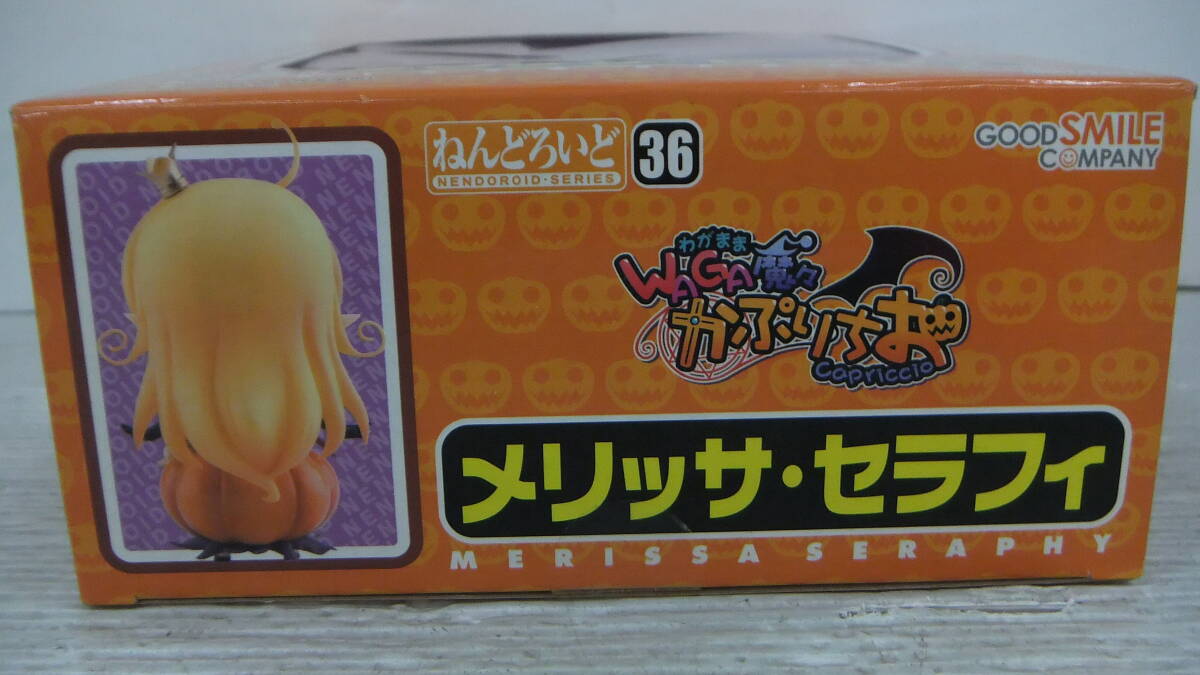 ねんどろいど
NENDOROID・SERIES
36
GOOD SMILE
COMPANY
わがまま
WAGA魔々
かぷりちお
Capriccio
メリッサ・セラフィ
MERISSA SERAPHY